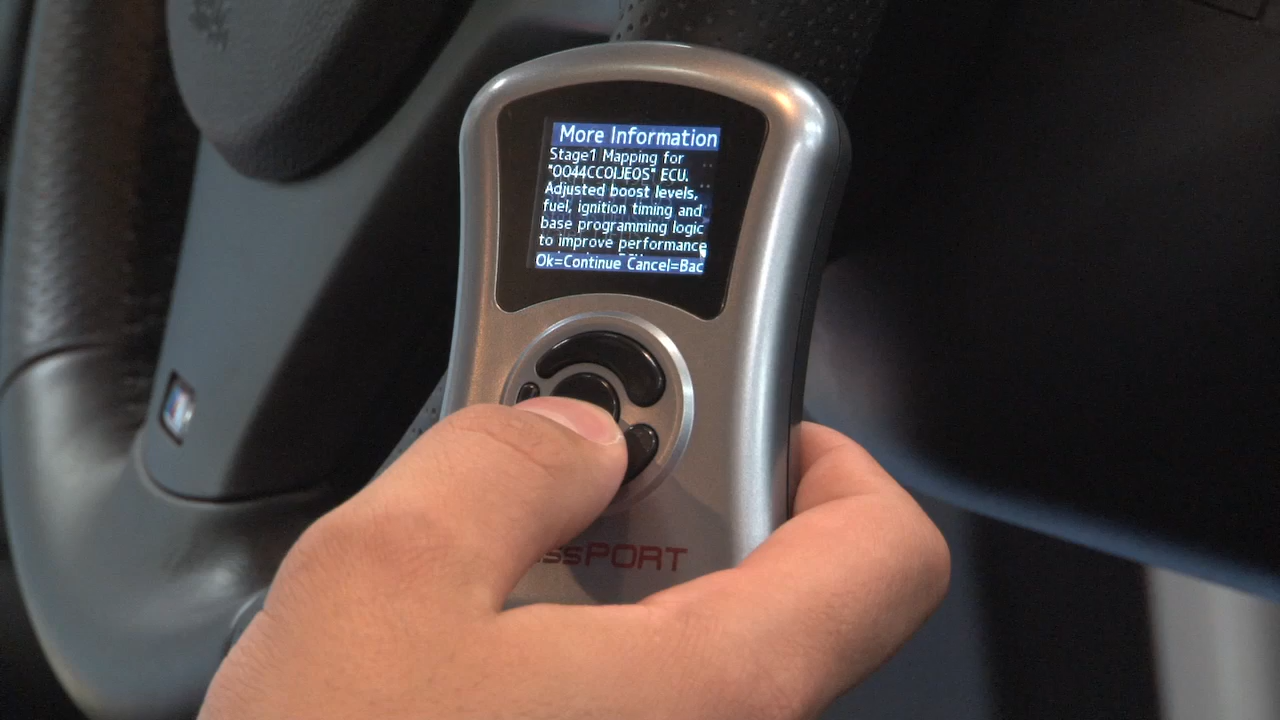 More Information
Stage1 Mapping for
"0044CC0IJE0S" ECU.
Adjusted boost levels,
fuel, ignition timing and
base programming logic
to improve performance
Ok=Continue Cancel=Bac
ssPORT